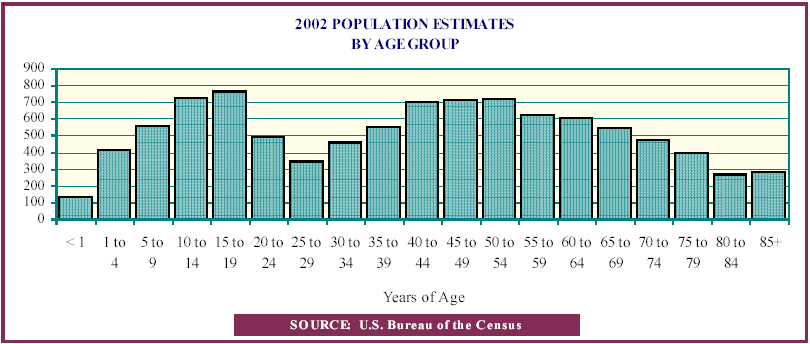 2002 POPULATION ESTIMATES
BY AGE GROUP
900
800
700
600
500
400
300
200
100
0
< 1 1 to 5 to 10 to 15 to 20 to 25 to 30 to 35 to 40 to 45 to 50 to 55 to 60 to 65 to 70 to 75 to 80 to 85+
4 9 14 19 24 29 34 39 44 49 54 59 64 69 74 79 84
Years of Age
SOURCE: U.S. Bureau of the Census